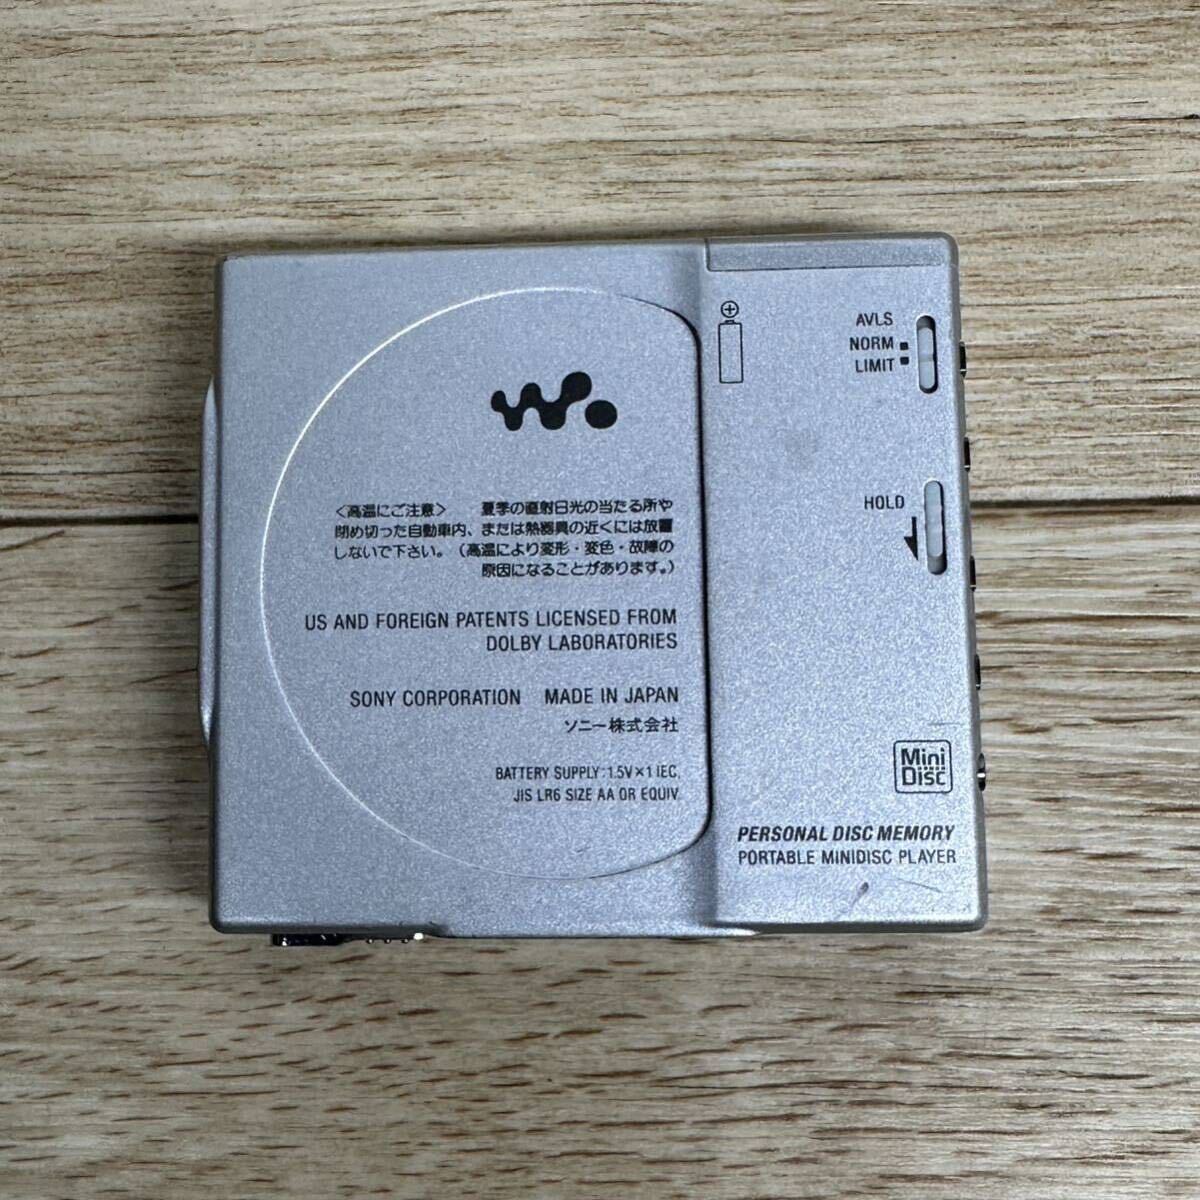 AVLS
NORM
LIMIT
HOLD
<高温にご注意> 夏季の直射日光の当たる所や
閉め切った自動車内、または熱器具の近くには放置
しないで下さい。(高温により変形・変色・故障の
原因になることがあります。)
US AND FOREIGN PATENTS LICENSED FROM
DOLBY LABORATORIES
SONY CORPORATION MADE IN JAPAN
ソニー株式会社
BATTERY SUPPLY:1.5V×1 IEC,
JIS LR6 SIZE AA OR EQUIV.
Mini
Disc
PERSONAL DISC MEMORY
PORTABLE MINIDISC PLAYER